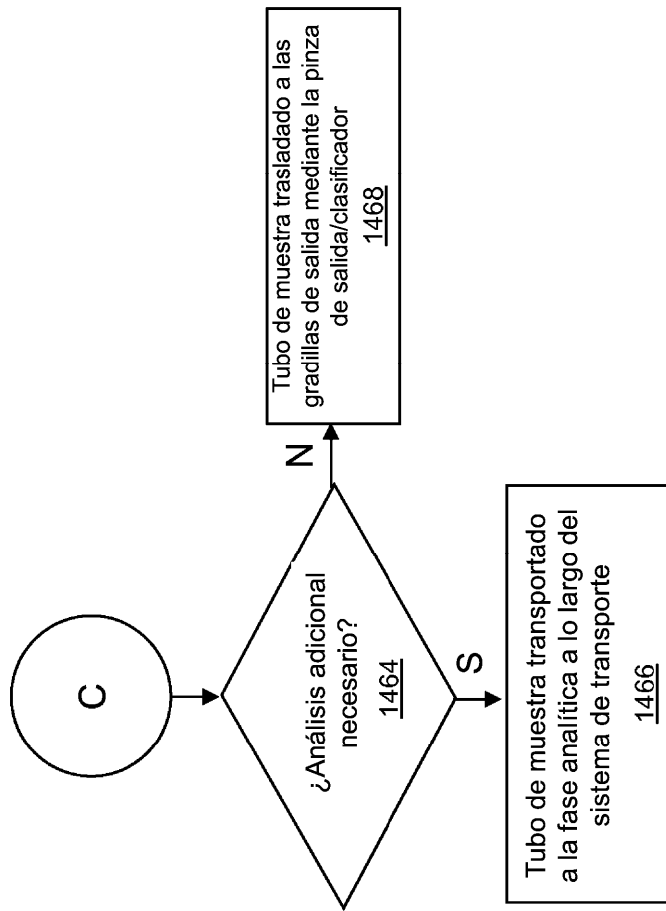 C
¿Análisis adicional
necesario?
1464
N
Tubo de muestra trasladado a las
gradillas de salida mediante la pinza
de salida/clasificador
1468
S
Tubo de muestra transportado
a la fase analítica a lo largo del
sistema de transporte
1466